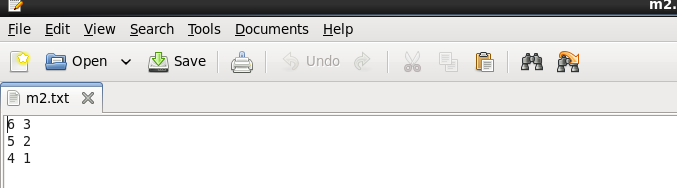 m2.
File Edit View Search Tools Documents Help
Open Save Undo
m2.txt
6 3
5 2
4 1